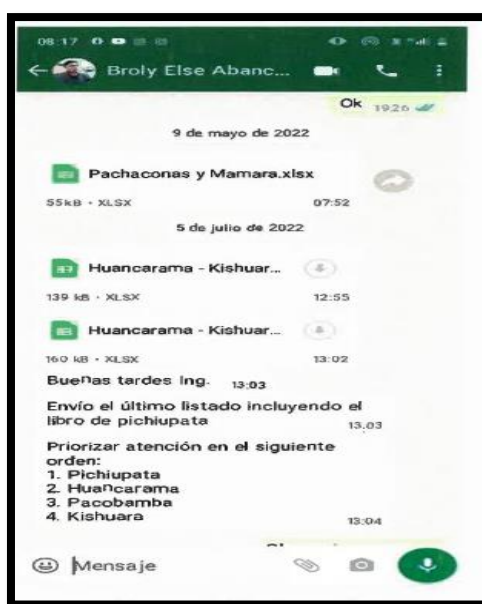 08:17
Broly Else Abanc...
Ok 19:26
9 de mayo de 2022
Pachaconas y Mamara.xlsx
55kB · XLSX 07:52
5 de julio de 2022
Huancarama - Kishuar...
139 kB · XLSX 12:55
Huancarama - Kishuar...
160 kB · XLSX 13:02
Buenas tardes Ing. 13:03
Envío el último listado incluyendo el
libro de pichiupata 13:03
Priorizar atención en el siguiente
orden:
1. Pichiupata
2. Huancarama
3. Pacobamba
4. Kishuara 13:04
Mensaje